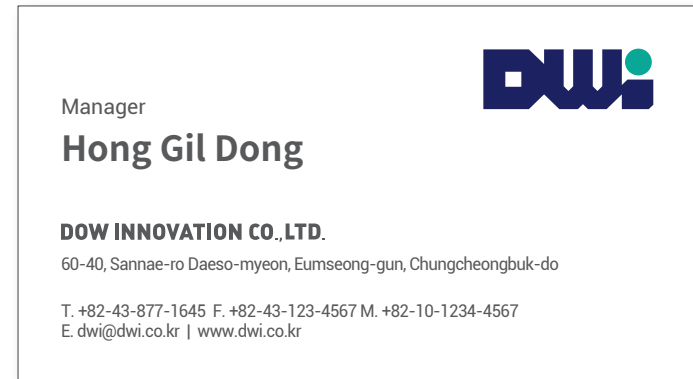 DWi
Manager
Hong Gil Dong
DOW INNOVATION CO.,LTD.
60-40, Sannae-ro Daeso-myeon, Eumseong-gun, Chungcheongbuk-do
T. +82-43-877-1645 F. +82-43-123-4567 M. +82-10-1234-4567
E. dwi@dwi.co.kr | www.dwi.co.kr